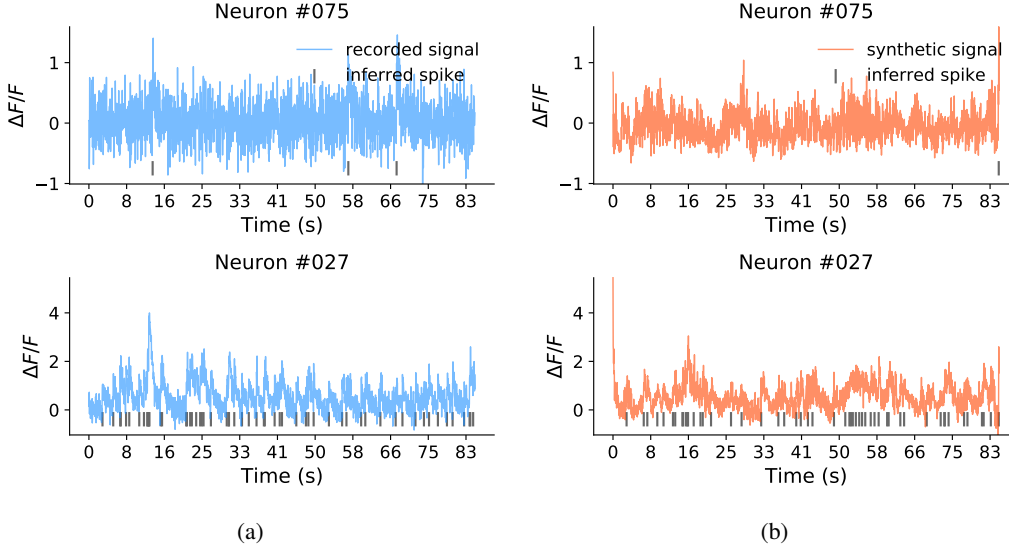 Neuron #075
recorded signal
inferred spike
ΔF/F
1
0
−1
0 8 16 25 33 41 50 58 66 75 83
Time (s)
Neuron #075
synthetic signal
inferred spike
ΔF/F
1
0
−1
0 8 16 25 33 41 50 58 66 75 83
Time (s)
Neuron #027
ΔF/F
4
2
0
0 8 16 25 33 41 50 58 66 75 83
Time (s)
Neuron #027
ΔF/F
4
2
0
0 8 16 25 33 41 50 58 66 75 83
Time (s)
(a)
(b)